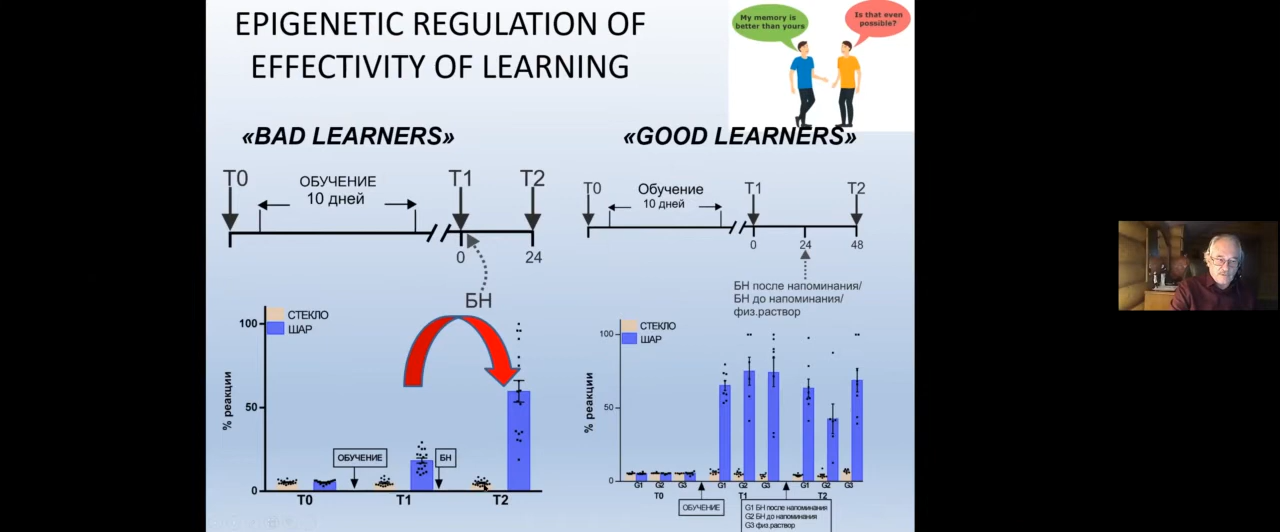 EPIGENETIC REGULATION OF
EFFECTIVITY OF LEARNING
My memory is
better than yours
Is that even
possible?
«BAD LEARNERS»
T0
ОБУЧЕНИЕ
10 дней
T1
T2
0
24
БН
СТЕКЛО
ШАР
% реакции
100
50
0
ОБУЧЕНИЕ
БН
T0
T1
T2
«GOOD LEARNERS»
T0
Обучение
10 дней
T1
T2
0
24
48
БН после напоминания/
БН до напоминания/
физ.раствор
СТЕКЛО
ШАР
% реакции
100
50
0
G1
G2
G3
G1
G2
G3
G1
G2
G3
T0
T1
T2
ОБУЧЕНИЕ
G1 БН после напоминания
G2 БН до напоминания
G3 физ.раствор